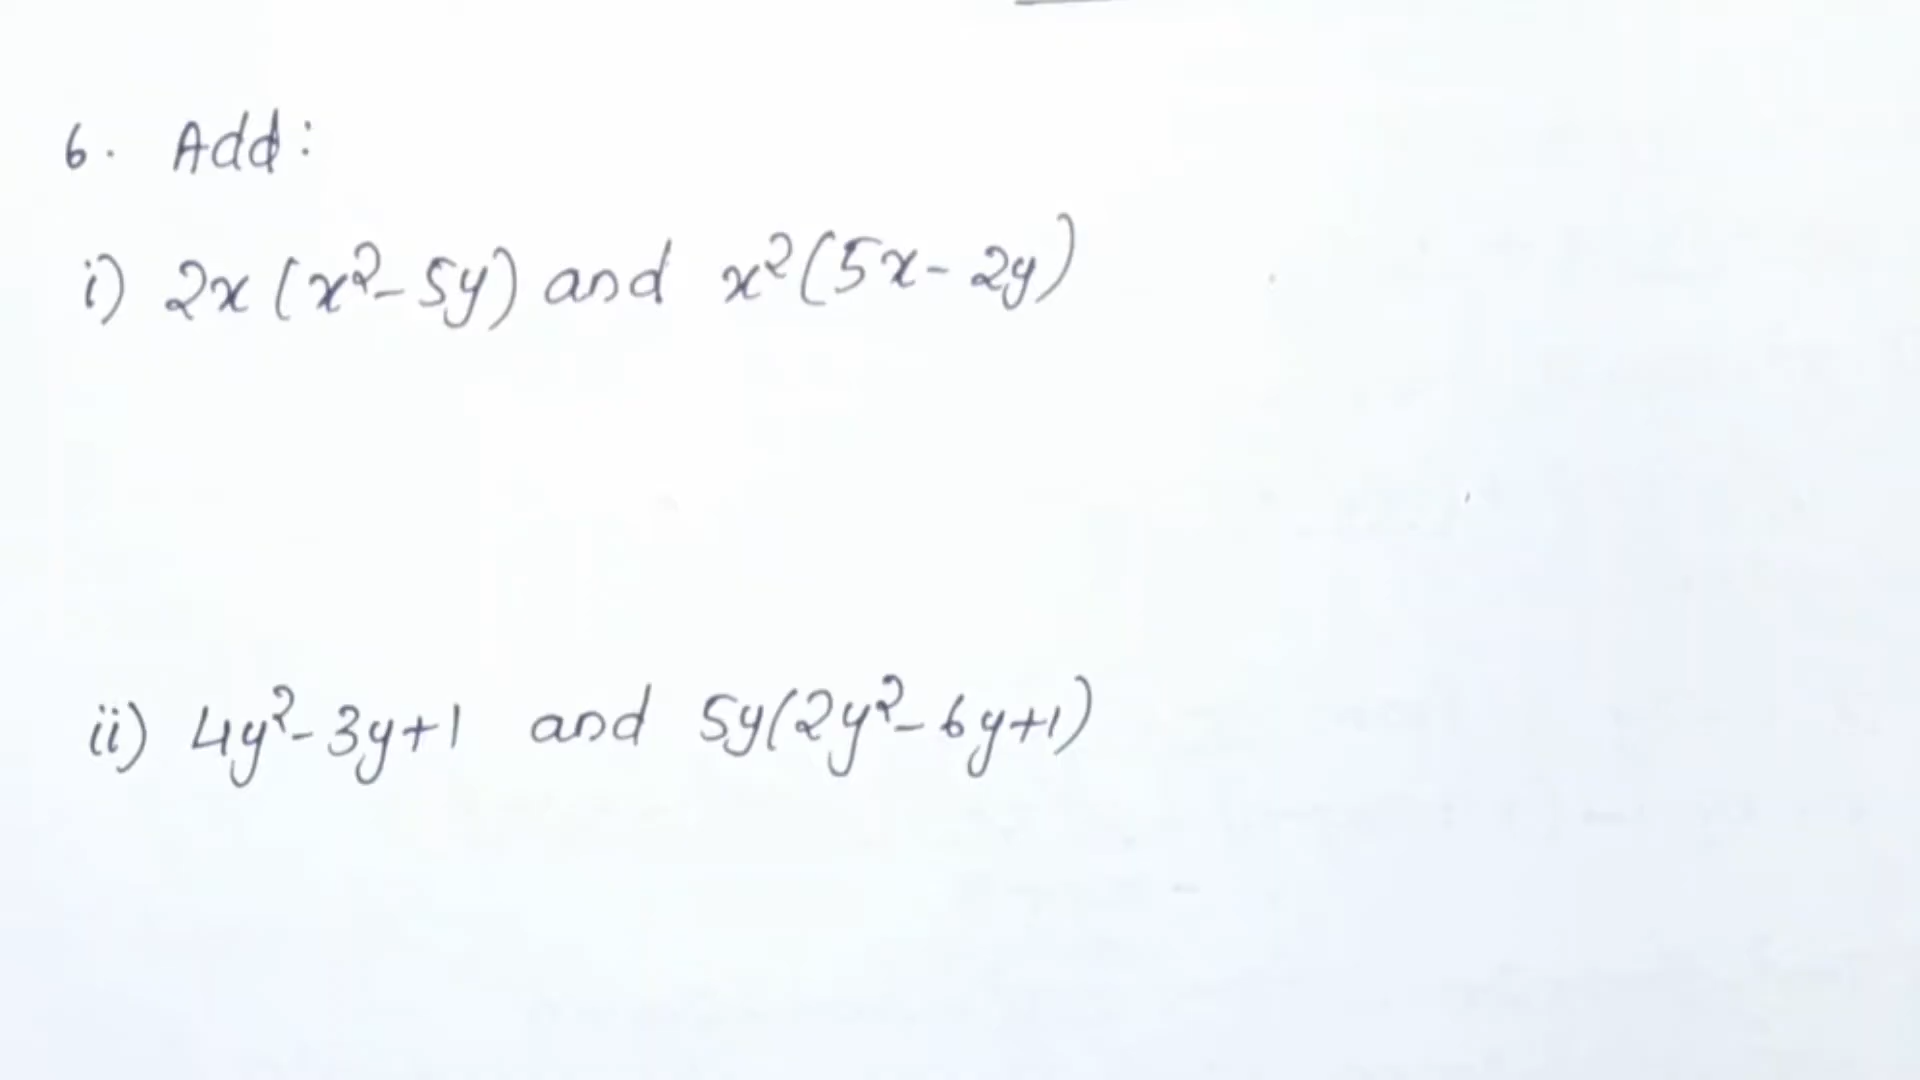 6. Add:
i) 2x(x²-5y) and x²(5x-2y)
ii) 4y²-3y+1 and 5y(2y²-6y+1)